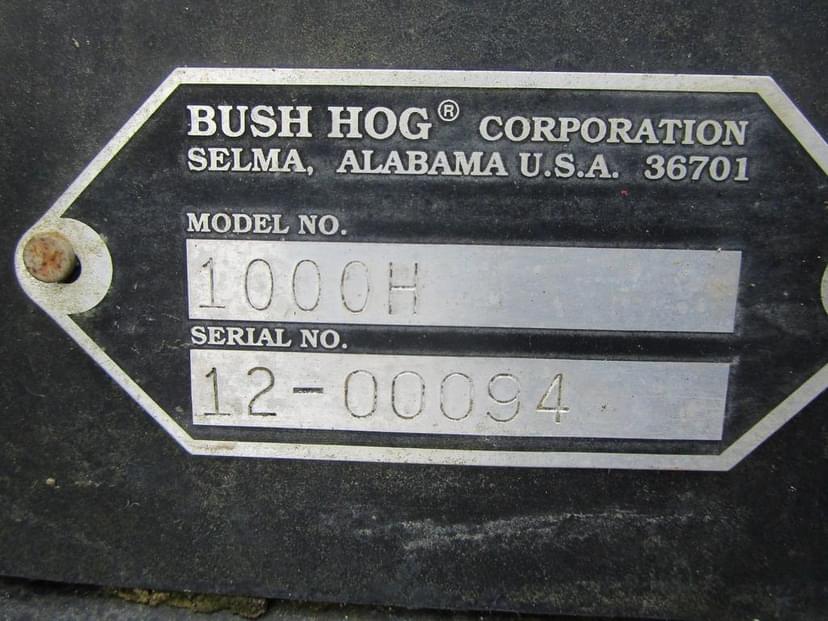 BUSH HOG® CORPORATION
SELMA, ALABAMA U.S.A. 36701
MODEL NO.
1000H
SERIAL NO.
12-00094